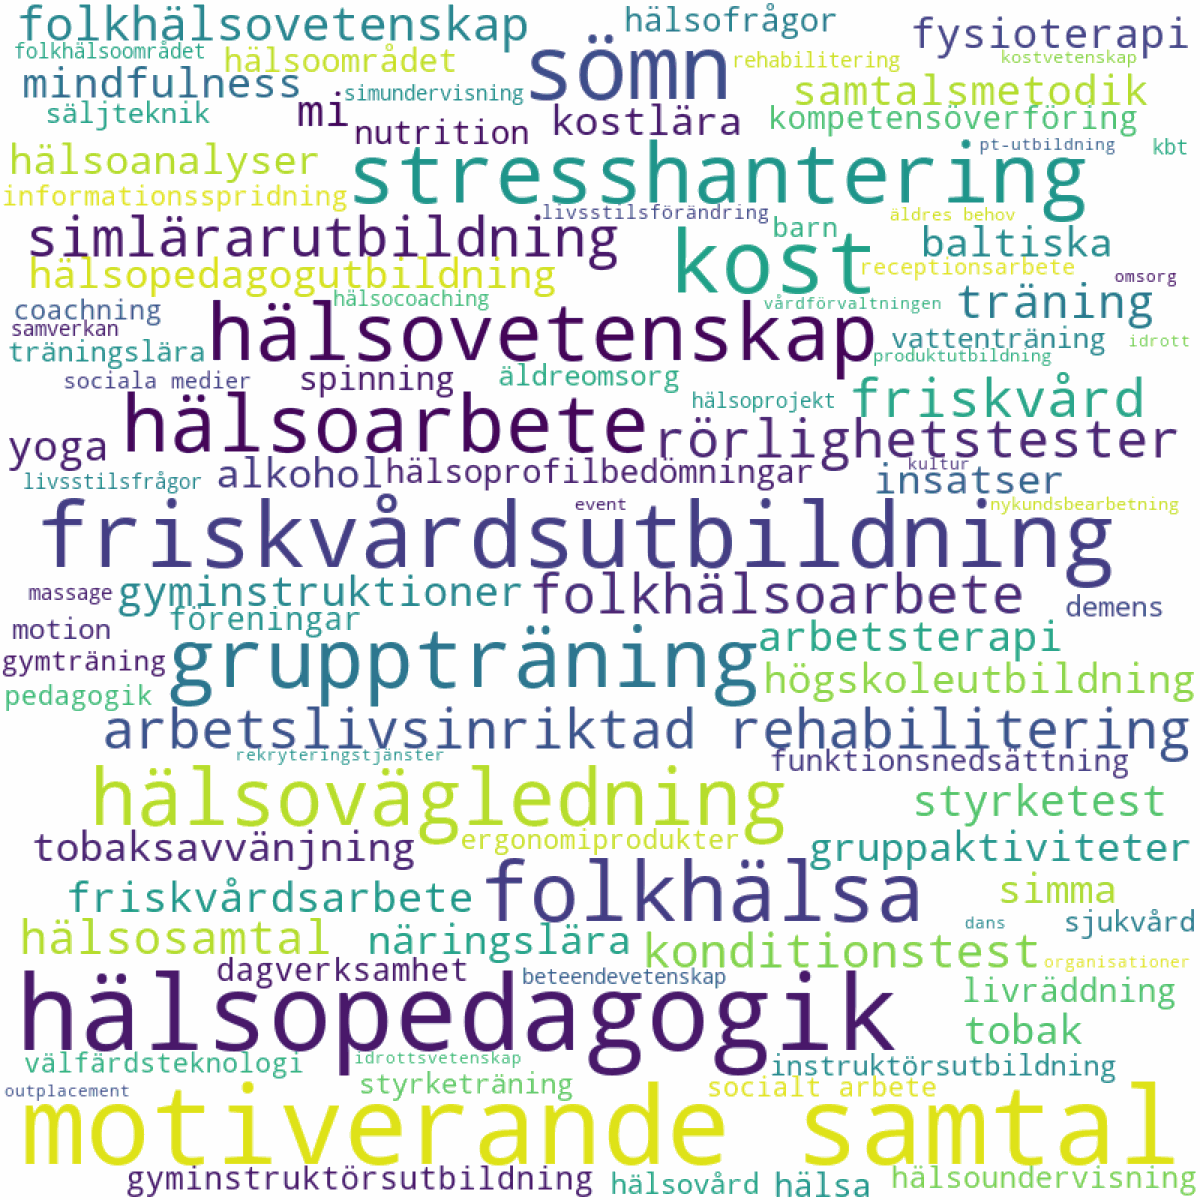 folkhälsovetenskap
hälsofrågor
fysioterapi
folkhälsoområdet
hälsoområdet
sömn
rehabilitering
kostvetenskap
mindfulness
simundervisning
samtalsmetodik
säljteknik
mi
nutrition
kostlära
kompetensöverföring
hälsoanalyser
stresshantering
pt-utbildning
kbt
informationsspridning
livsstilsförändring
äldres behov
simlärarutbildning
barn
baltiska
hälsopedagogutbildning
kost
receptionsarbete
omsorg
coachning
hälsocoaching
vårdförvaltningen
träning
samverkan
hälsovetenskap
vattenträning
idrott
träningslära
produktutbildning
sociala medier
spinning
äldreomsorg
hälsoprojekt
friskvård
yoga
hälsoarbete
rörlighetstester
livsstilsfrågor
alkohol
hälsoprofilbedömningar
kultur
insatser
friskvårdsutbildning
event
nykundsbearbetning
massage
gyminstruktioner
folkhälsoarbete
demens
motion
föreningar
arbetsterapi
gymträning
gruppträning
högskoleutbildning
pedagogik
arbetslivsinriktad rehabilitering
rekryteringstjänster
funktionsnedsättning
hälsovägledning
styrketest
tobaksavvänjning
ergonomiprodukter
gruppaktiviteter
friskvårdsarbete
folkhälsa
simma
dans
sjukvård
hälsosamtal
näringslära
konditionstest
organisationer
dagverksamhet
beteendevetenskap
livräddning
hälsopedagogik
tobak
välfärdsteknologi
idrottsvetenskap
instruktörsutbildning
outplacement
styrketräning
socialt arbete
motiverande samtal
gyminstruktörsutbildning
hälsovård
hälsa
hälsoundervisning